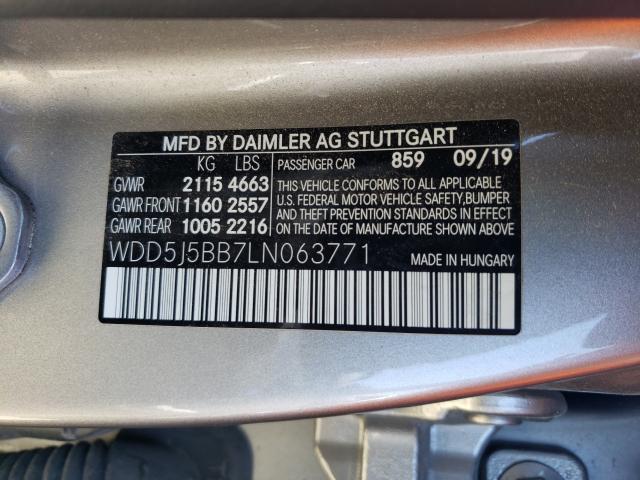 MFD BY DAIMLER AG STUTTGART
KG LBS
GVWR 2115 4663
GAWR FRONT 1160 2557
GAWR REAR 1005 2216
PASSENGER CAR 859 09/19
THIS VEHICLE CONFORMS TO ALL APPLICABLE
U.S. FEDERAL MOTOR VEHICLE SAFETY,BUMPER
AND THEFT PREVENTION STANDARDS IN
EFFECT ON THE DATE OF MANUFACTURE SHOWN ABOVE
WDD5J5BB7LN063771
MADE IN HUNGARY